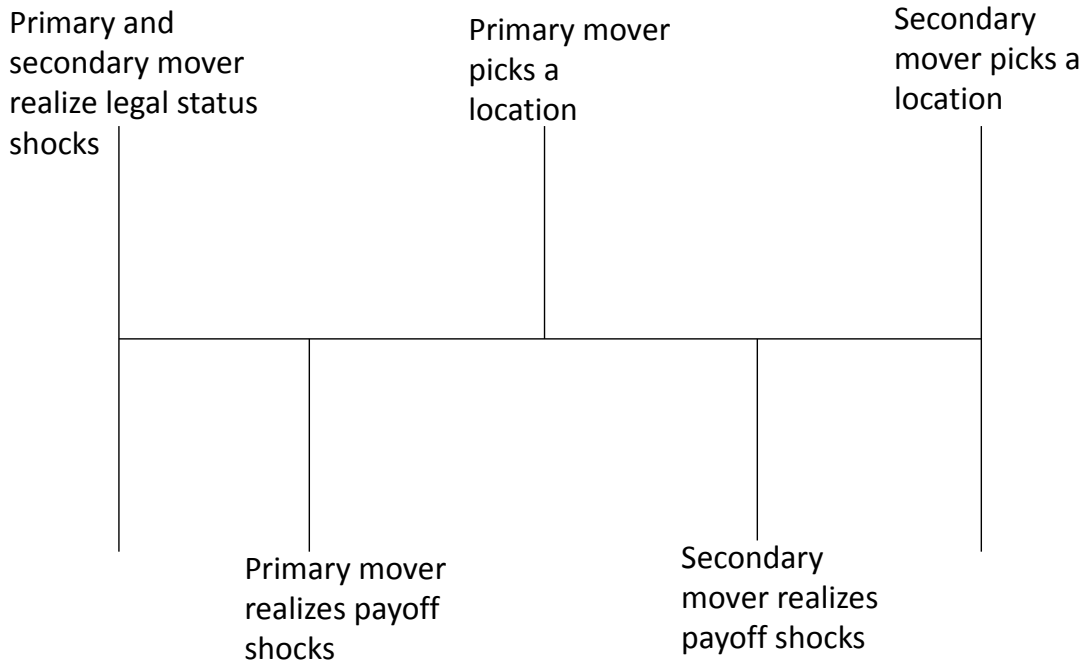 Primary and
secondary mover
realize legal status
shocks
Primary mover
picks a
location
Secondary
mover picks a
location
Primary mover
realizes payoff
shocks
Secondary
mover realizes
payoff shocks